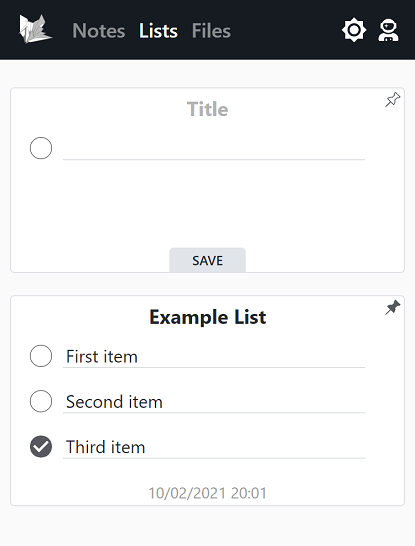 Notes Lists Files
Title
SAVE
Example List
First item
Second item
Third item
10/02/2021 20:01